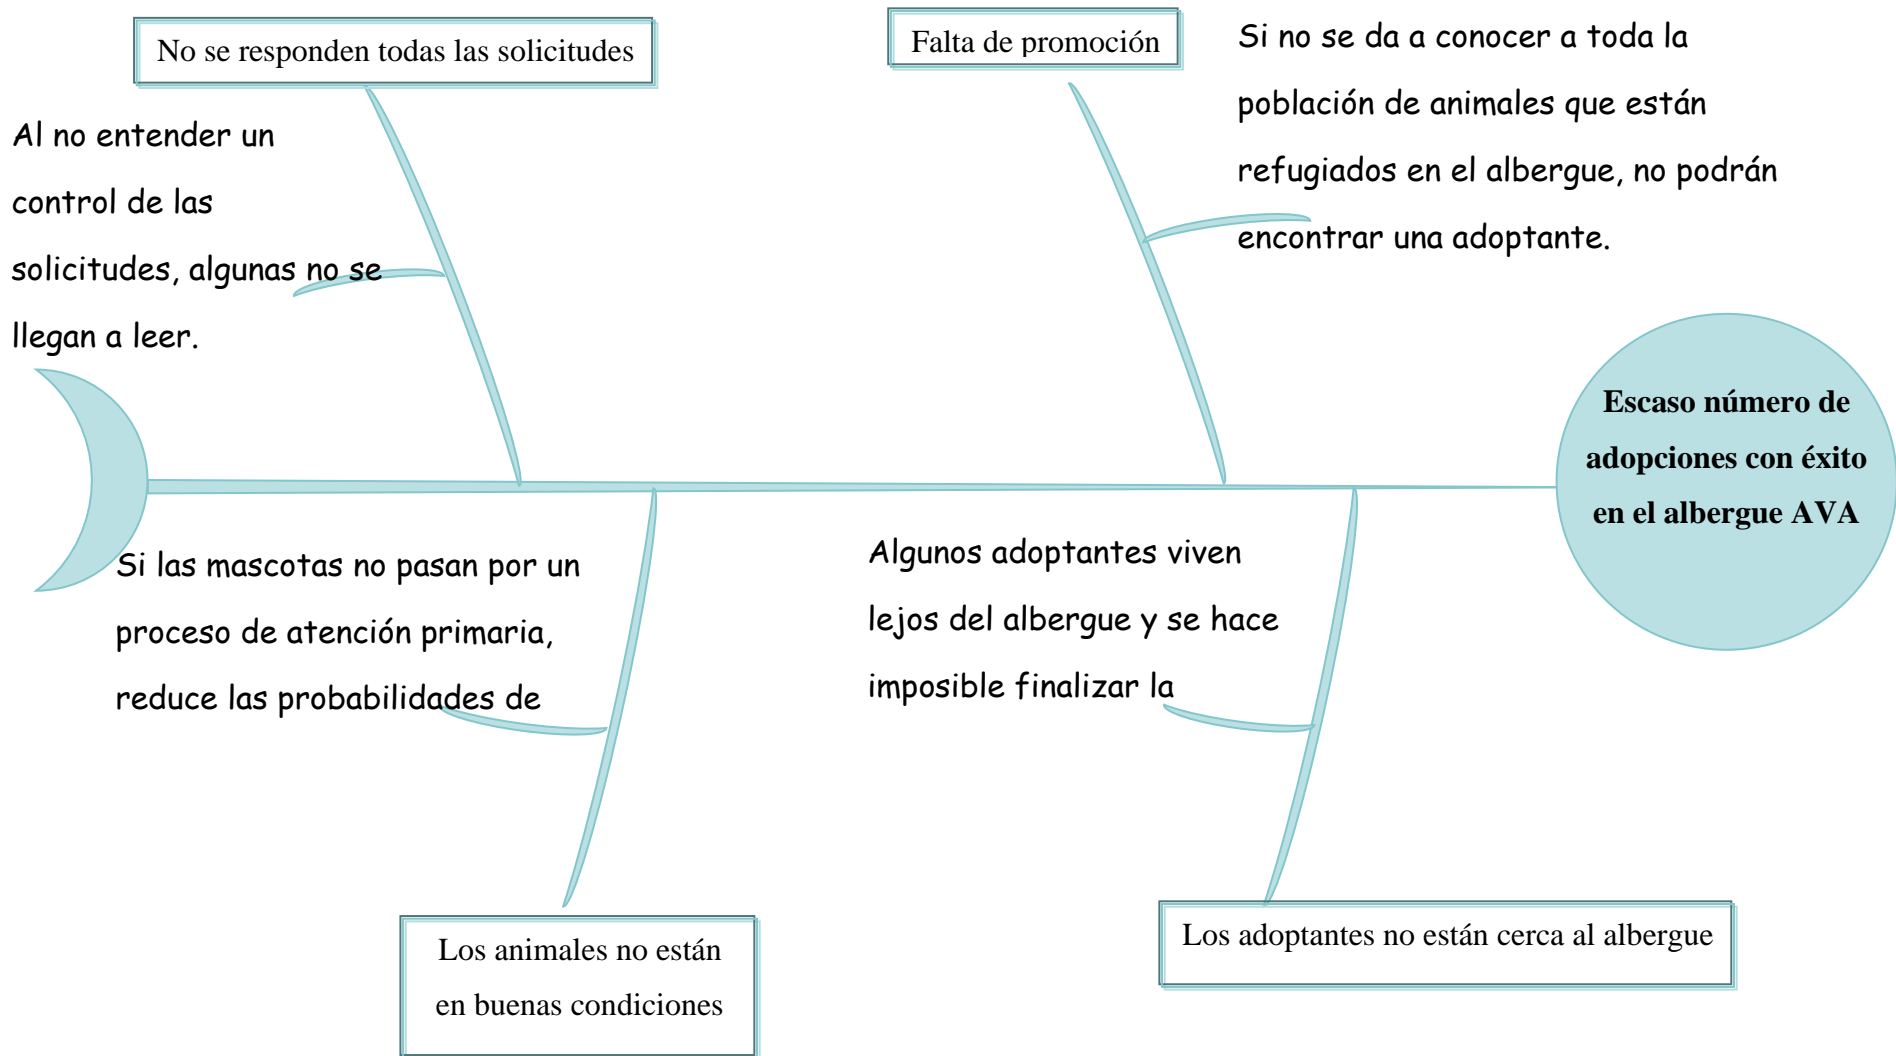 No se responden todas las solicitudes
Falta de promoción
Si no se da a conocer a toda la
población de animales que están
refugiados en el albergue, no podrán
encontrar una adoptante.
Al no entender un
control de las
solicitudes, algunas no se
llegan a leer.
Escaso número de
adopciones con éxito
en el albergue AVA
Si las mascotas no pasan por un
proceso de atención primaria,
reduce las probabilidades de
Algunos adoptantes viven
lejos del albergue y se hace
imposible finalizar la
Los animales no están
en buenas condiciones
Los adoptantes no están cerca al albergue